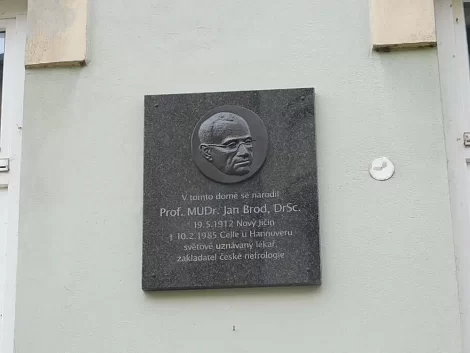 V tomto domě se narodil
Prof. MUDr. Jan Brod, DrSc.
19.5.1912 Nový Jičín
† 10.2.1985 Celle u Hannoveru
světově uznávaný lékař,
zakladatel české nefrologie